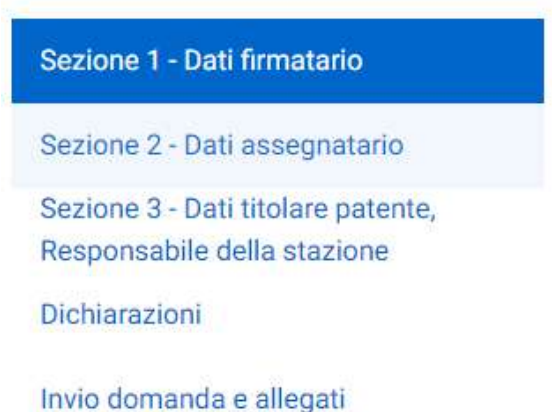 Sezione 1 - Dati firmatario
Sezione 2 - Dati assegnatario
Sezione 3 - Dati titolare patente,
Responsabile della stazione
Dichiarazioni
Invio domanda e allegati